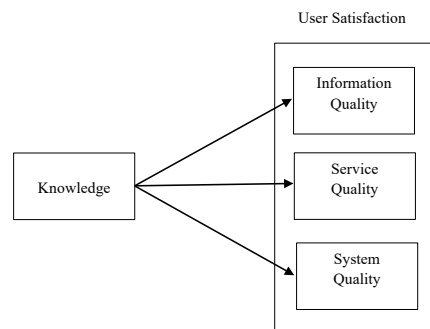 User Satisfaction
Information
Quality
Knowledge
Service
Quality
System
Quality